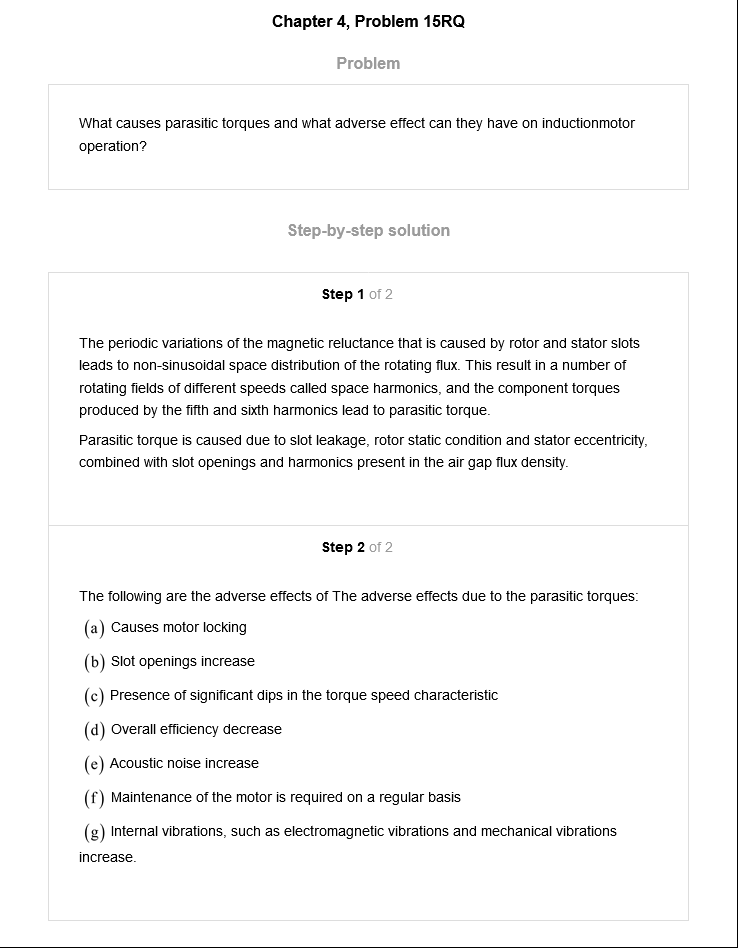 Chapter 4, Problem 15RQ
Problem
What causes parasitic torques and what adverse effect can they have on inductionmotor
operation?
Step-by-step solution
Step 1 of 2
The periodic variations of the magnetic reluctance that is caused by rotor and stator slots
leads to non-sinusoidal space distribution of the rotating flux. This result in a number of
rotating fields of different speeds called space harmonics, and the component torques
produced by the fifth and sixth harmonics lead to parasitic torque.
Parasitic torque is caused due to slot leakage, rotor static condition and stator eccentricity,
combined with slot openings and harmonics present in the air gap flux density.
Step 2 of 2
The following are the adverse effects of The adverse effects due to the parasitic torques:
(a) Causes motor locking
(b) Slot openings increase
(c) Presence of significant dips in the torque speed characteristic
(d) Overall efficiency decrease
(e) Acoustic noise increase
(f) Maintenance of the motor is required on a regular basis
(g) Internal vibrations, such as electromagnetic vibrations and mechanical vibrations
increase.